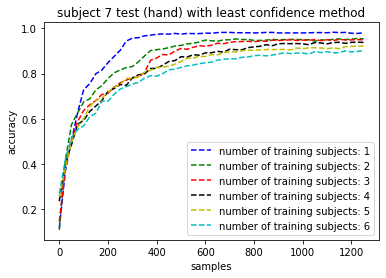 subject 7 test (hand) with least confidence method
accuracy
1.0
0.8
0.6
0.4
0.2
number of training subjects: 1
number of training subjects: 2
number of training subjects: 3
number of training subjects: 4
number of training subjects: 5
number of training subjects: 6
0 200 400 600 800 1000 1200
samples